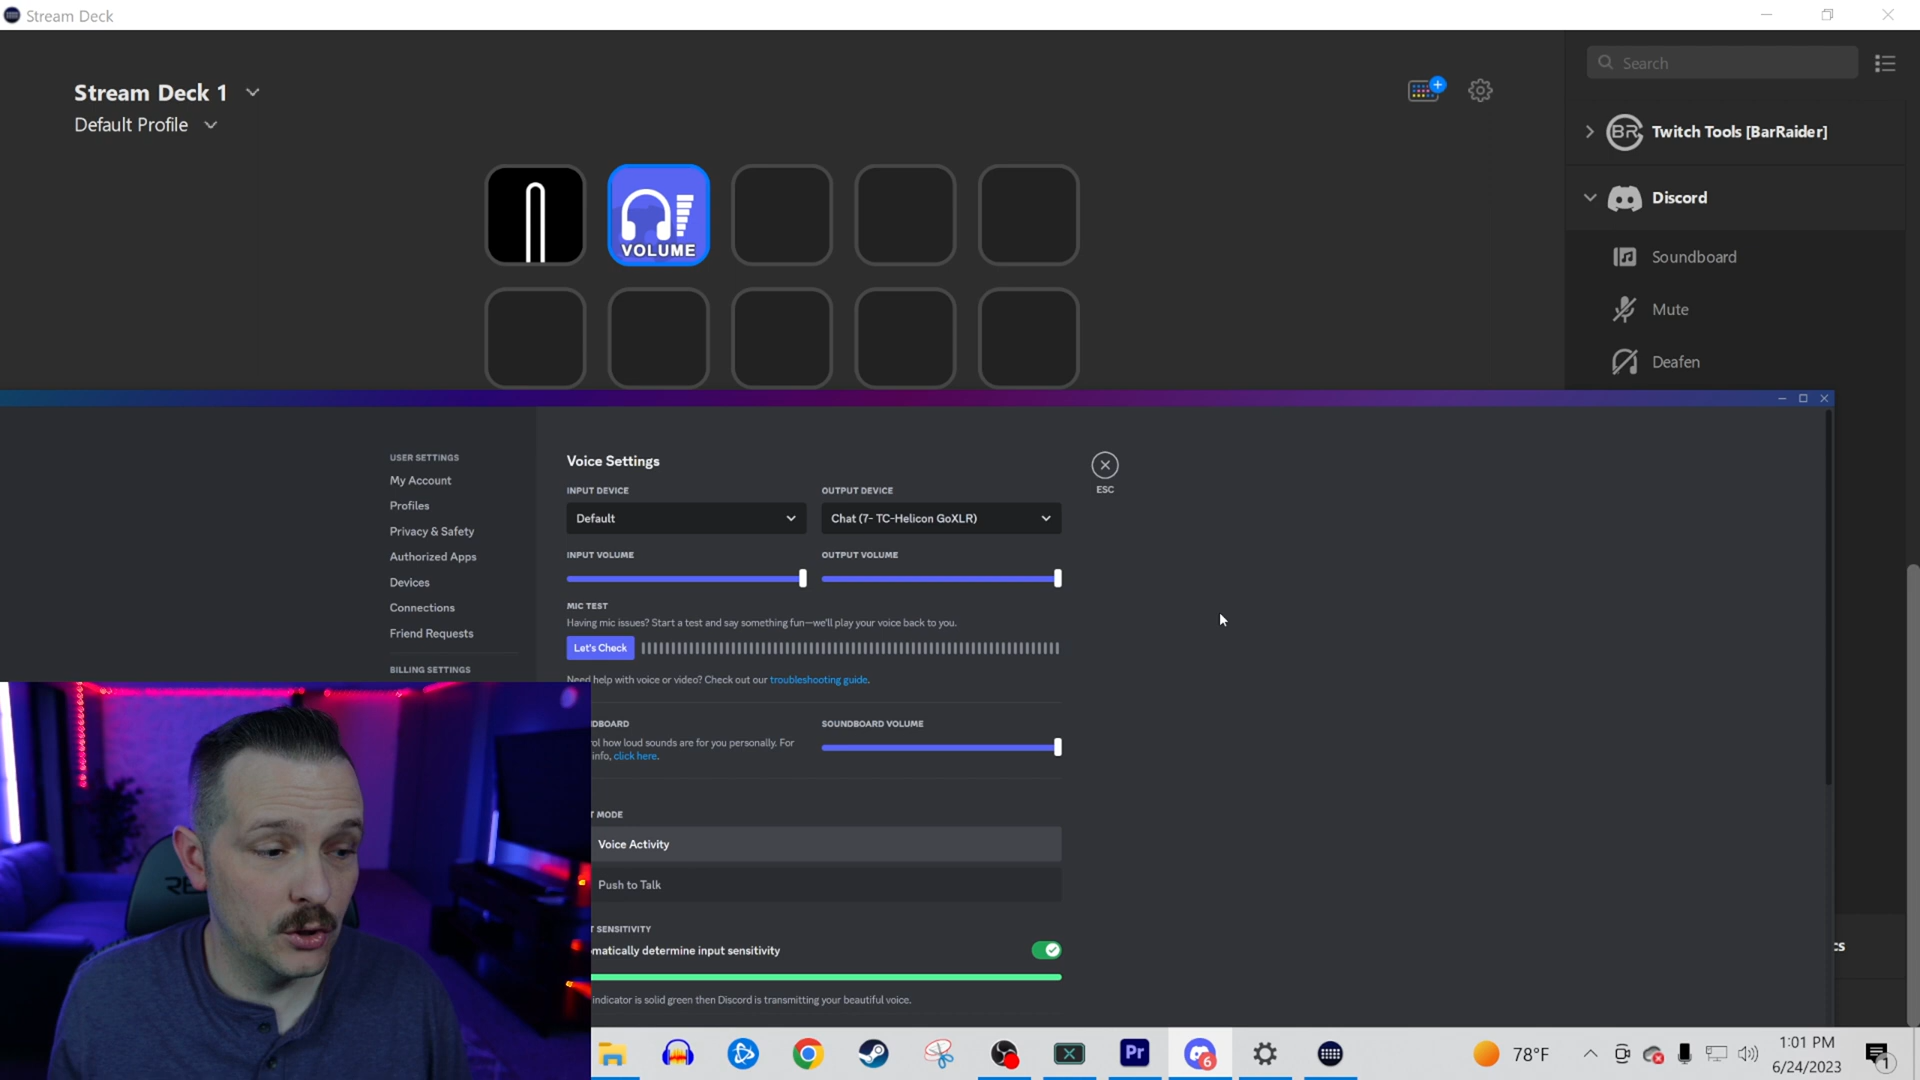 Stream Deck
Stream Deck 1
Default Profile
Search
Twitch Tools [BarRaider]
BR
Discord
Soundboard
Mute
Deafen
VOLUME
USER SETTINGS
My Account
Profiles
Privacy & Safety
Authorized Apps
Devices
Connections
Friend Requests
BILLING SETTINGS
Voice Settings
INPUT DEVICE
Default
OUTPUT DEVICE
Chat (7- TC-Helicon GoXLR)
INPUT VOLUME
OUTPUT VOLUME
MIC TEST
Having mic issues? Start a test and say something fun—we'll play your voice back to you.
Let's Check
Need help with voice or video? Check out our troubleshooting guide.
DBOARD
SOUNDBOARD VOLUME
ol how loud sounds are for you personally. For
info, click here.
T MODE
Voice Activity
Push to Talk
T SENSITIVITY
matically determine input sensitivity
indicator is solid green then Discord is transmitting your beautiful voice.
ESC
cs
Pr
6
78°F
1:01 PM
6/24/2023
1